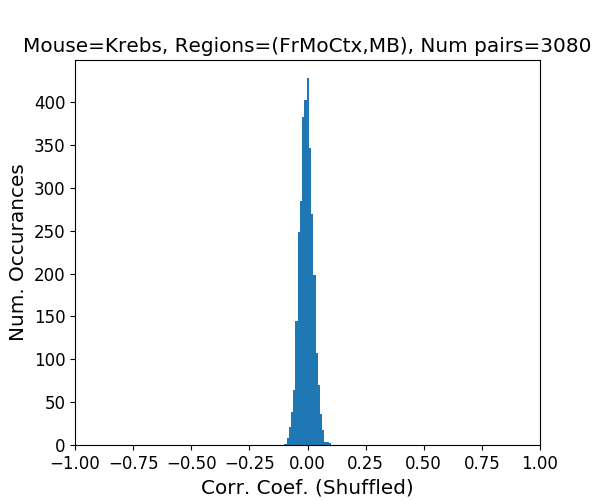 Mouse=Krebs, Regions=(FrMoCtx,MB), Num pairs=3080
Num. Occurances
400
350
300
250
200
150
100
50
0
−1.00 −0.75 −0.50 −0.25 0.00 0.25 0.50 0.75 1.00
Corr. Coef. (Shuffled)